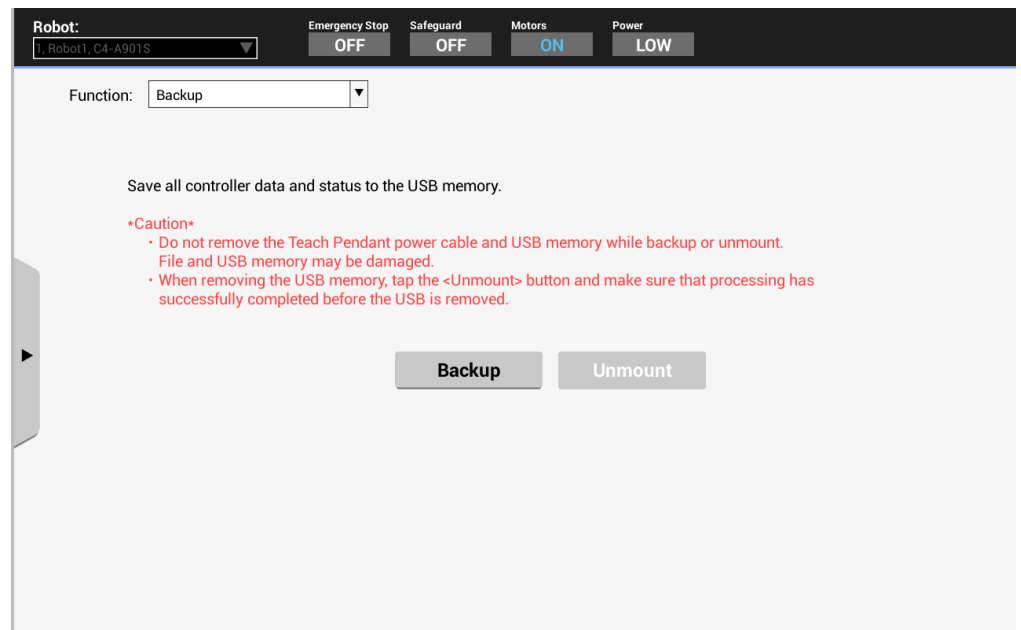 Robot:
1, Robot1, C4-A901S
Emergency Stop
OFF
Safeguard
OFF
Motors
ON
Power
LOW
Function:
Backup
Save all controller data and status to the USB memory.
*Caution*
・Do not remove the Teach Pendant power cable and USB memory while backup or unmount.
File and USB memory may be damaged.
・When removing the USB memory, tap the <Unmount> button and make sure that processing has
successfully completed before the USB is removed.
Backup
Unmount